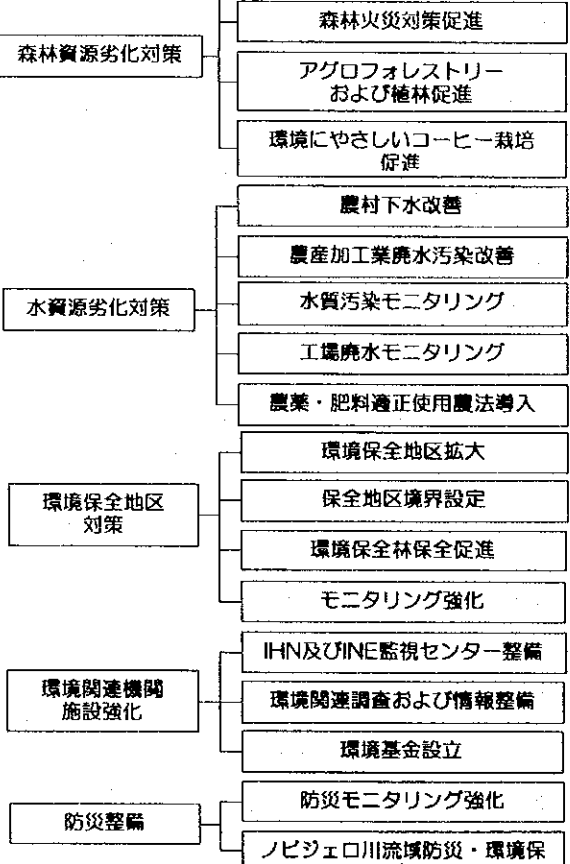 森林資源劣化対策
森林火災対策促進
アグロフォレストリー
および植林促進
環境にやさしいコーヒー栽培
促進
水資源劣化対策
農村下水改善
農産加工業廃水汚染改善
水質汚染モニタリング
工場廃水モニタリング
農薬・肥料適正使用農法導入
環境保全地区
対策
環境保全地区拡大
保全地区境界設定
環境保全林保全促進
モニタリング強化
環境関連機関
施設強化
IHN及びINE監視センター整備
環境関連調査および情報整備
環境基金設立
防災整備
防災モニタリング強化
ノビジェロ川流域防災・環境保